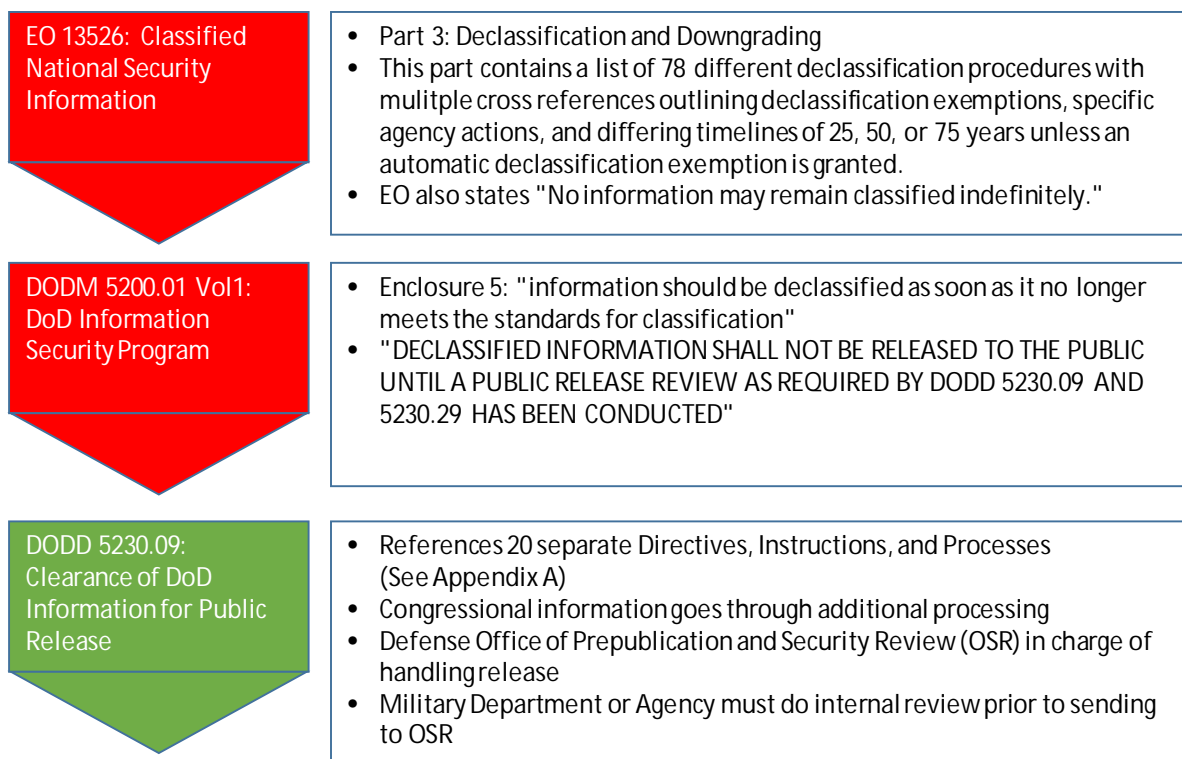 EO 13526: Classified
National Security
Information
• Part 3: Declassification and Downgrading
• This part contains a list of 78 different declassification procedures with
mulitple cross references outlining declassification exemptions, specific
agency actions, and differing timelines of 25, 50, or 75 years unless an
automatic declassification exemption is granted.
• EO also states "No information may remain classified indefinitely."
DODM 5200.01 Vol1:
DoD Information
Security Program
• Enclosure 5: "information should be declassified as soon as it no longer
meets the standards for classification"
• "DECLASSIFIED INFORMATION SHALL NOT BE RELEASED TO THE PUBLIC
UNTIL A PUBLIC RELEASE REVIEW AS REQUIRED BY DODD 5230.09 AND
5230.29 HAS BEEN CONDUCTED"
DODD 5230.09:
Clearance of DoD
Information for Public
Release
• References 20 separate Directives, Instructions, and Processes
(See Appendix A)
• Congressional information goes through additional processing
• Defense Office of Prepublication and Security Review (OSR) in charge of
handling release
• Military Department or Agency must do internal review prior to sending
to OSR